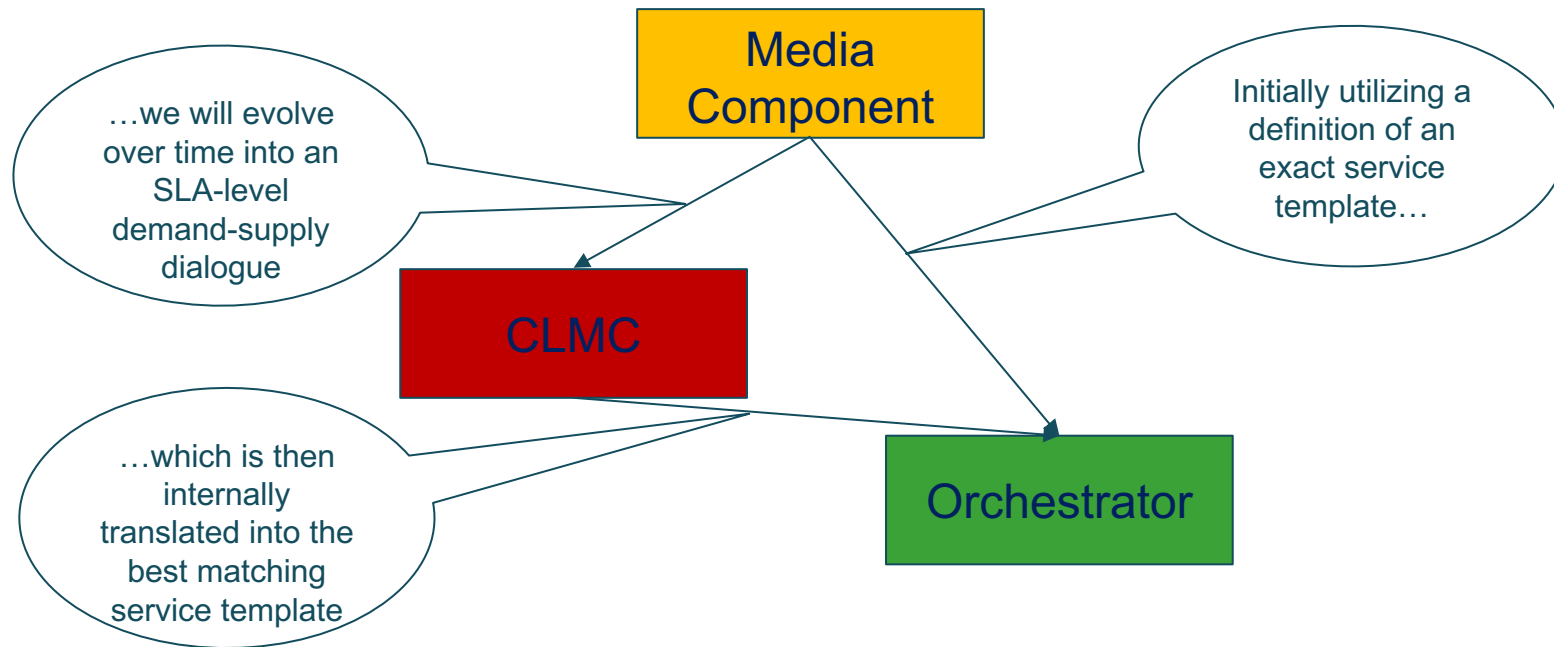 Media
Component
Initially utilizing a
definition of an
exact service
template…
…we will evolve
over time into an
SLA-level
demand-supply
dialogue
CLMC
…which is then
internally
translated into the
best matching
service template
Orchestrator